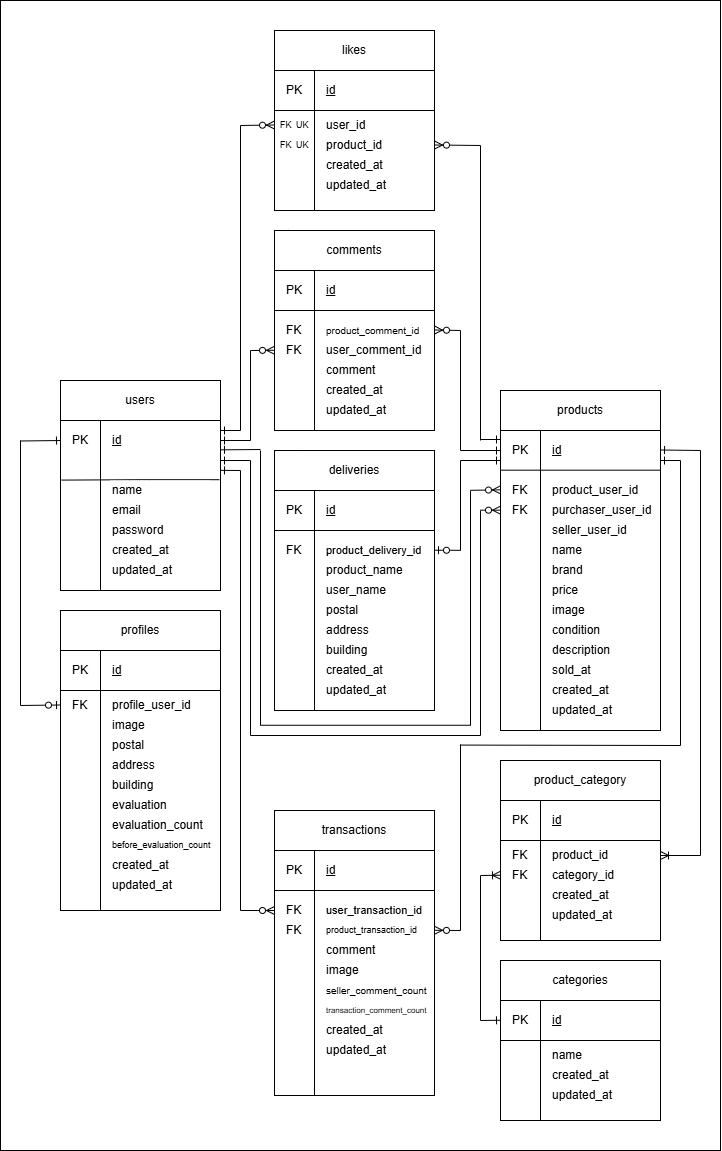 likes
PK id
FK UK user_id
FK UK product_id
created_at
updated_at
comments
PK id
FK product_comment_id
FK user_comment_id
comment
created_at
updated_at
users
PK id
name
email
password
created_at
updated_at
products
PK id
FK product_user_id
FK purchaser_user_id
seller_user_id
name
brand
price
image
condition
description
sold_at
created_at
updated_at
deliveries
PK id
FK product_delivery_id
product_name
user_name
postal
address
building
created_at
updated_at
profiles
PK id
FK profile_user_id
image
postal
address
building
evaluation
evaluation_count
before_evaluation_count
created_at
updated_at
product_category
PK id
FK product_id
FK category_id
created_at
updated_at
transactions
PK id
FK user_transaction_id
FK product_transaction_id
comment
image
seller_comment_count
transaction_comment_count
created_at
updated_at
categories
PK id
name
created_at
updated_at